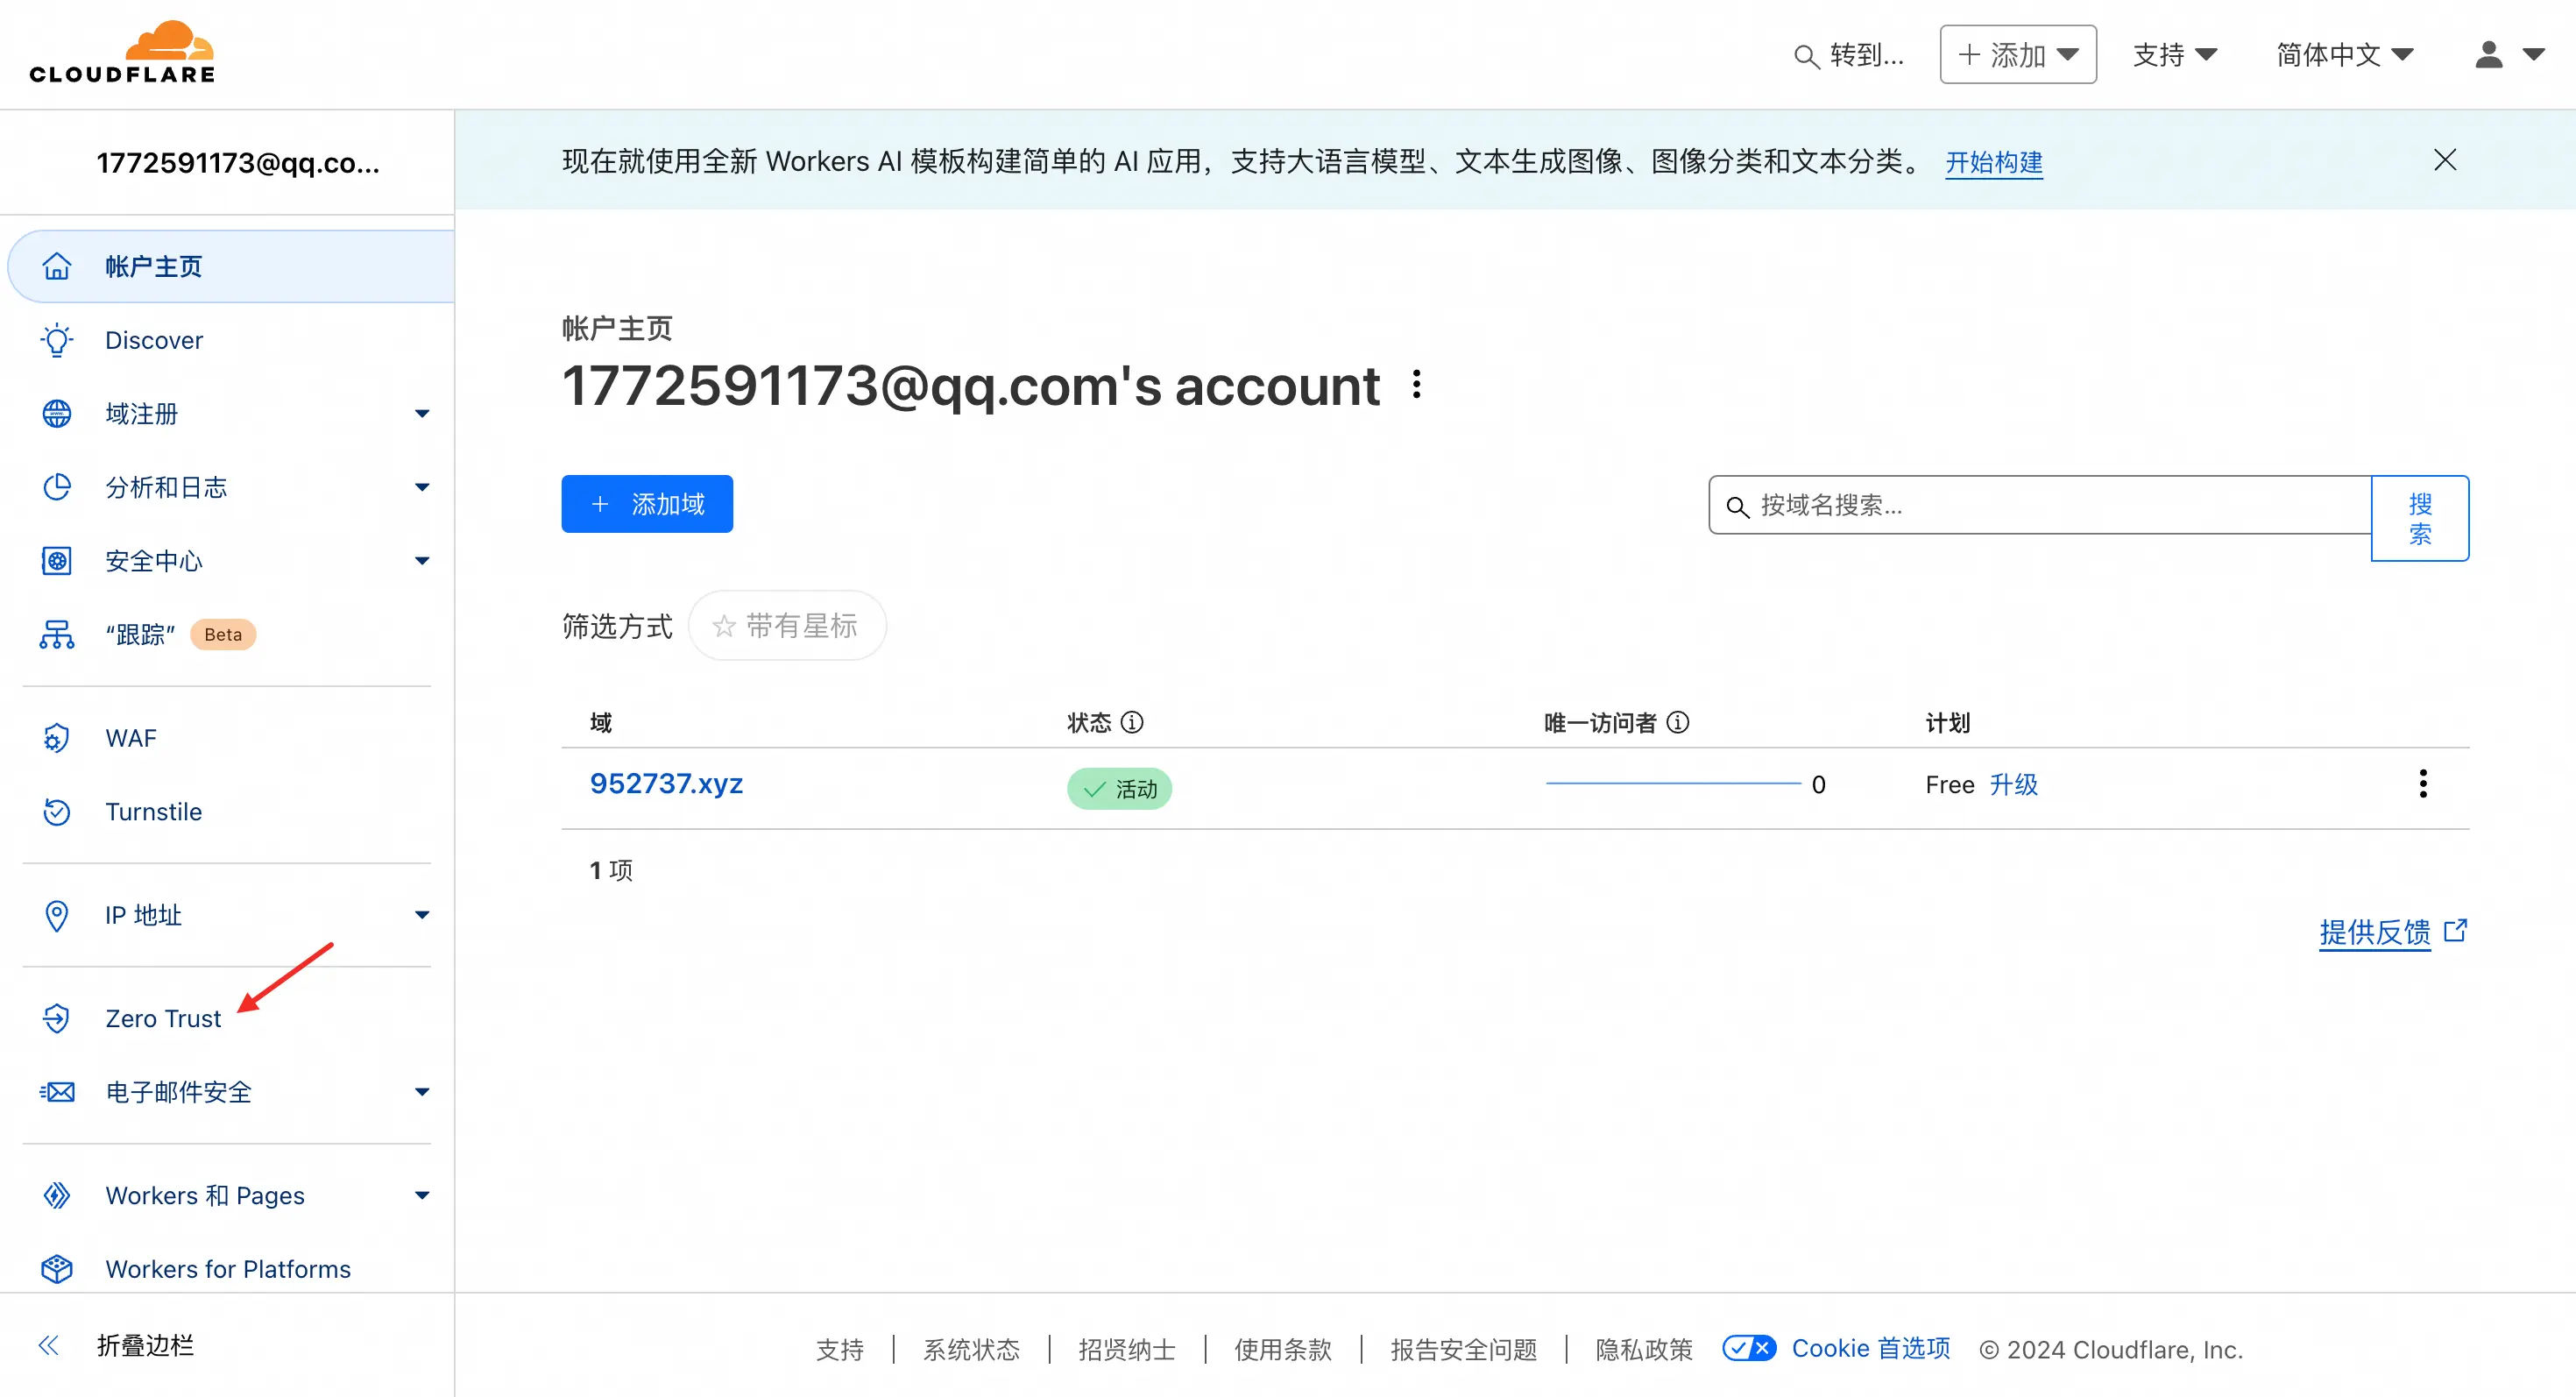 CLOUDFLARE
转到...
添加
支持
简体中文
1772591173@qq.co...
现在就使用全新 Workers AI 模板构建简单的 AI 应用，支持大语言模型、文本生成图像、图像分类和文本分类。 开始构建
帐户主页
Discover
域注册
分析和日志
安全中心
“跟踪” Beta
WAF
Turnstile
IP 地址
Zero Trust
电子邮件安全
Workers 和 Pages
Workers for Platforms
折叠边栏
帐户主页
1772591173@qq.com's account
添加域
按域名搜索...
搜
索
筛选方式 带有星标
域 状态 唯一访问者 计划
952737.xyz 活动 0 Free 升级
1 项
提供反馈
支持 | 系统状态 | 招贤纳士 | 使用条款 | 报告安全问题 | 隐私政策 Cookie 首选项 © 2024 Cloudflare, Inc.